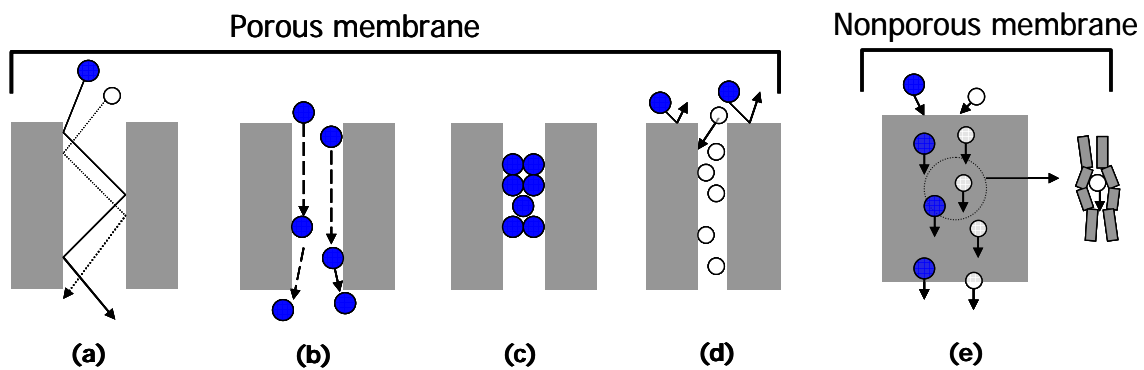 Porous membrane
Nonporous membrane
(a)
(b)
(c)
(d)
(e)